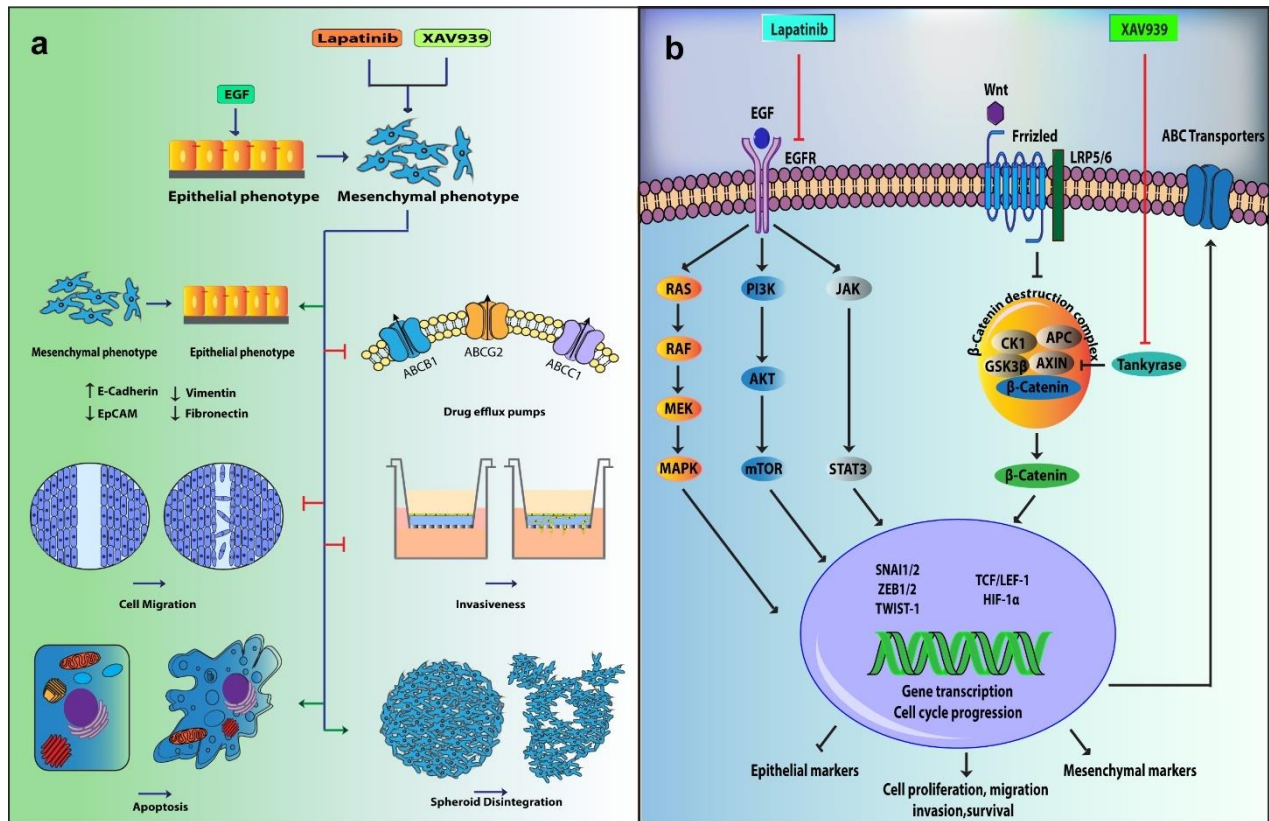 a
Lapatinib
XAV939
EGF
Epithelial phenotype
Mesenchymal phenotype
Mesenchymal phenotype
Epithelial phenotype
↑ E-Cadherin ↓ Vimentin
↓ EpCAM ↓ Fibronectin
ABCB1
ABCG2
ABCC1
Drug efflux pumps
Cell Migration
Invasiveness
Apoptosis
Spheroid Disintegration
b
Lapatinib
XAV939
EGF
EGFR
Wnt
Frrizled
LRP5/6
ABC Transporters
RAS
RAF
MEK
MAPK
PI3K
AKT
mTOR
JAK
STAT3
β-Catenin destruction complex
CK1
APC
GSK3β
AXIN
β-Catenin
Tankyrase
β-Catenin
SNAI1/2
ZEB1/2
TWIST-1
TCF/LEF-1
HIF-1α
Gene transcription
Cell cycle progression
Epithelial markers
Cell proliferation, migration
invasion,survival
Mesenchymal markers